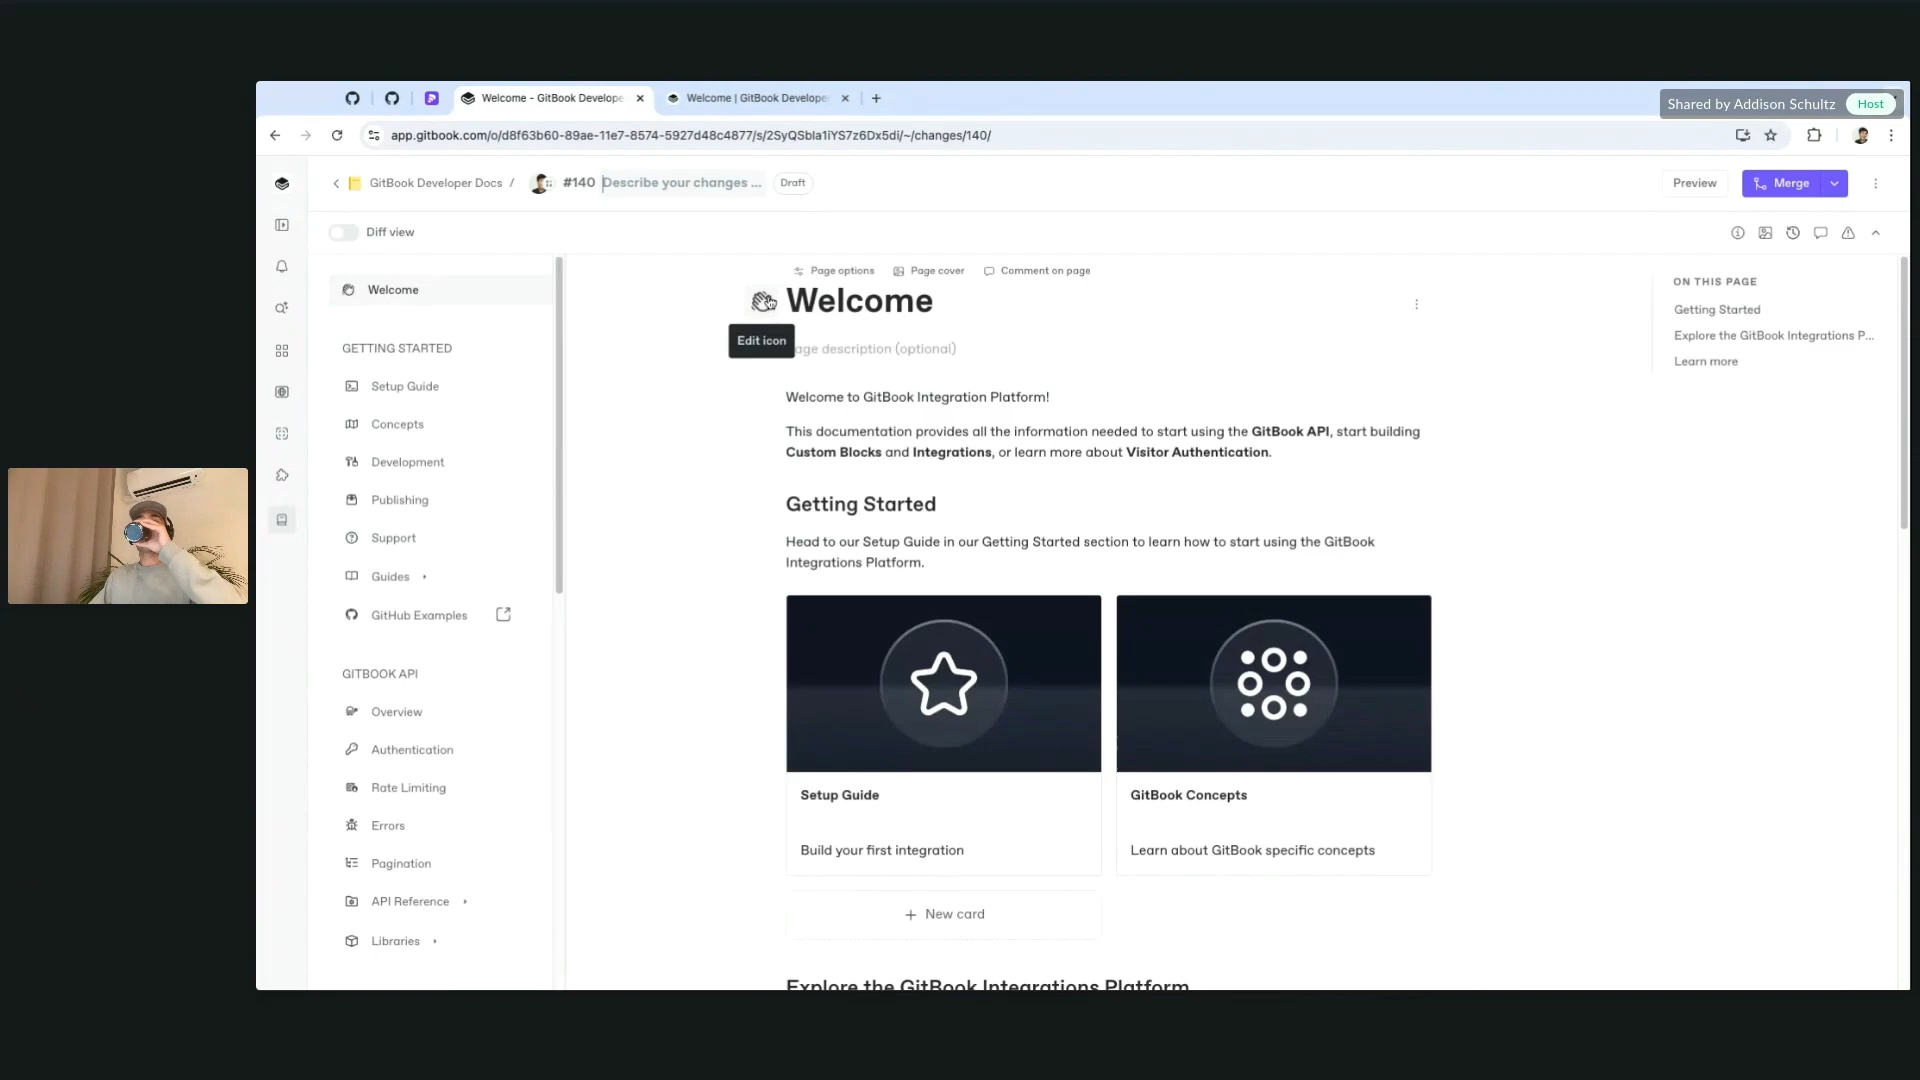 Welcome - GitBook Develope
Welcome | GitBook Develope
Shared by Addison Schultz
Host
app.gitbook.com/o/d8f63b60-89ae-11e7-8574-5927d48c4877/s/2SyQSbla1iYS7z6Dx5di/~/changes/140/
GitBook Developer Docs /
#140
Describe your changes ...
Draft
Preview
Merge
Diff view
Welcome
GETTING STARTED
Setup Guide
Concepts
Development
Publishing
Support
Guides
GitHub Examples
GITBOOK API
Overview
Authentication
Rate Limiting
Errors
Pagination
API Reference
Libraries
Page options
Page cover
Comment on page
Welcome
Edit icon
age description (optional)
Welcome to GitBook Integration Platform!
This documentation provides all the information needed to start using the GitBook API, start building
Custom Blocks and Integrations, or learn more about Visitor Authentication.
Getting Started
Head to our Setup Guide in our Getting Started section to learn how to start using the GitBook
Integrations Platform.
Setup Guide
Build your first integration
GitBook Concepts
Learn about GitBook specific concepts
+ New card
Explore the GitBook Integrations Platform
ON THIS PAGE
Getting Started
Explore the GitBook Integrations P...
Learn more